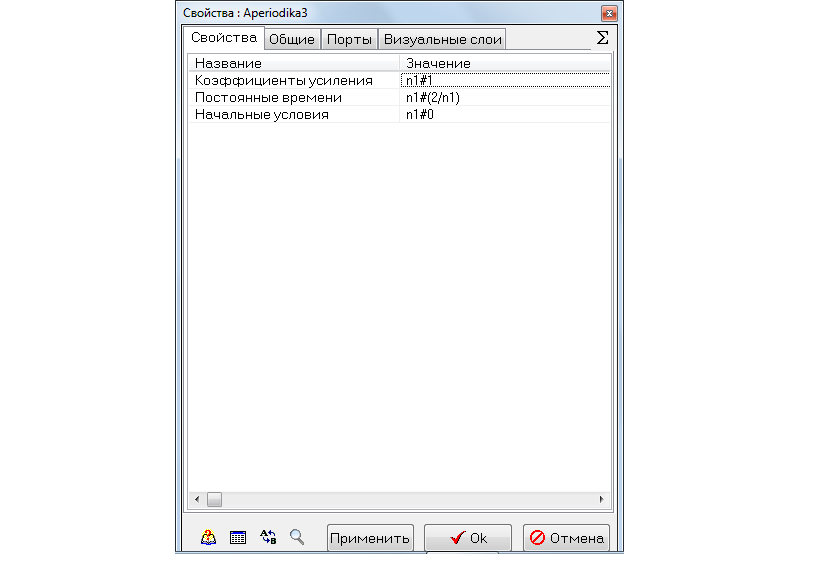 Свойства : Aperiodika3
Свойства Общие Порты Визуальные слои Σ
Название Значение
Коэффициенты усиления n1#1
Постоянные времени n1#(2/n1)
Начальные условия n1#0
Применить Ok Отмена